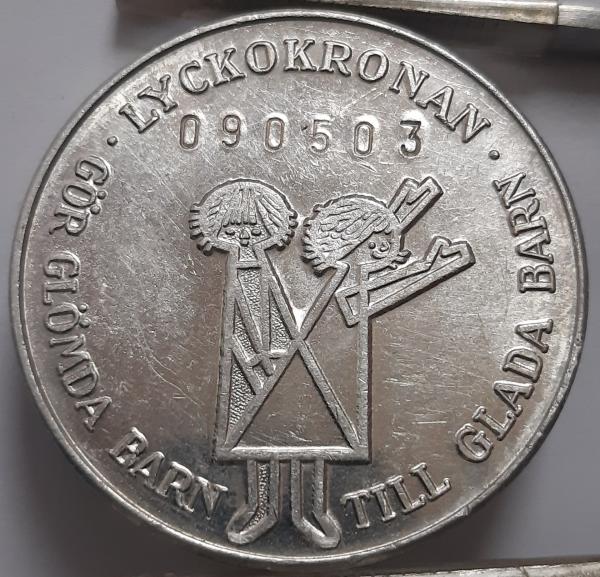 · LYCKOKRONAN ·
090503
GÖR GLÖMDA BARN TILL GLADA BARN